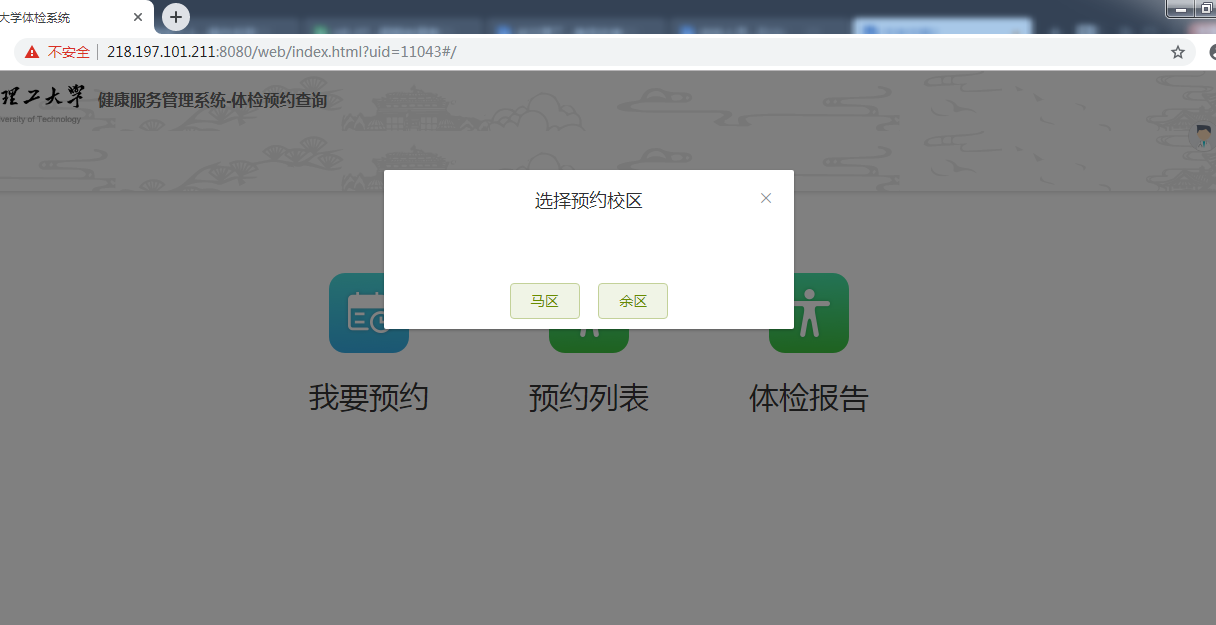 大学体检系统
不安全 218.197.101.211:8080/web/index.html?uid=11043#/
理工大学 健康服务管理系统-体检预约查询
versity of Technology
选择预约校区
马区 余区
我要预约 预约列表 体检报告